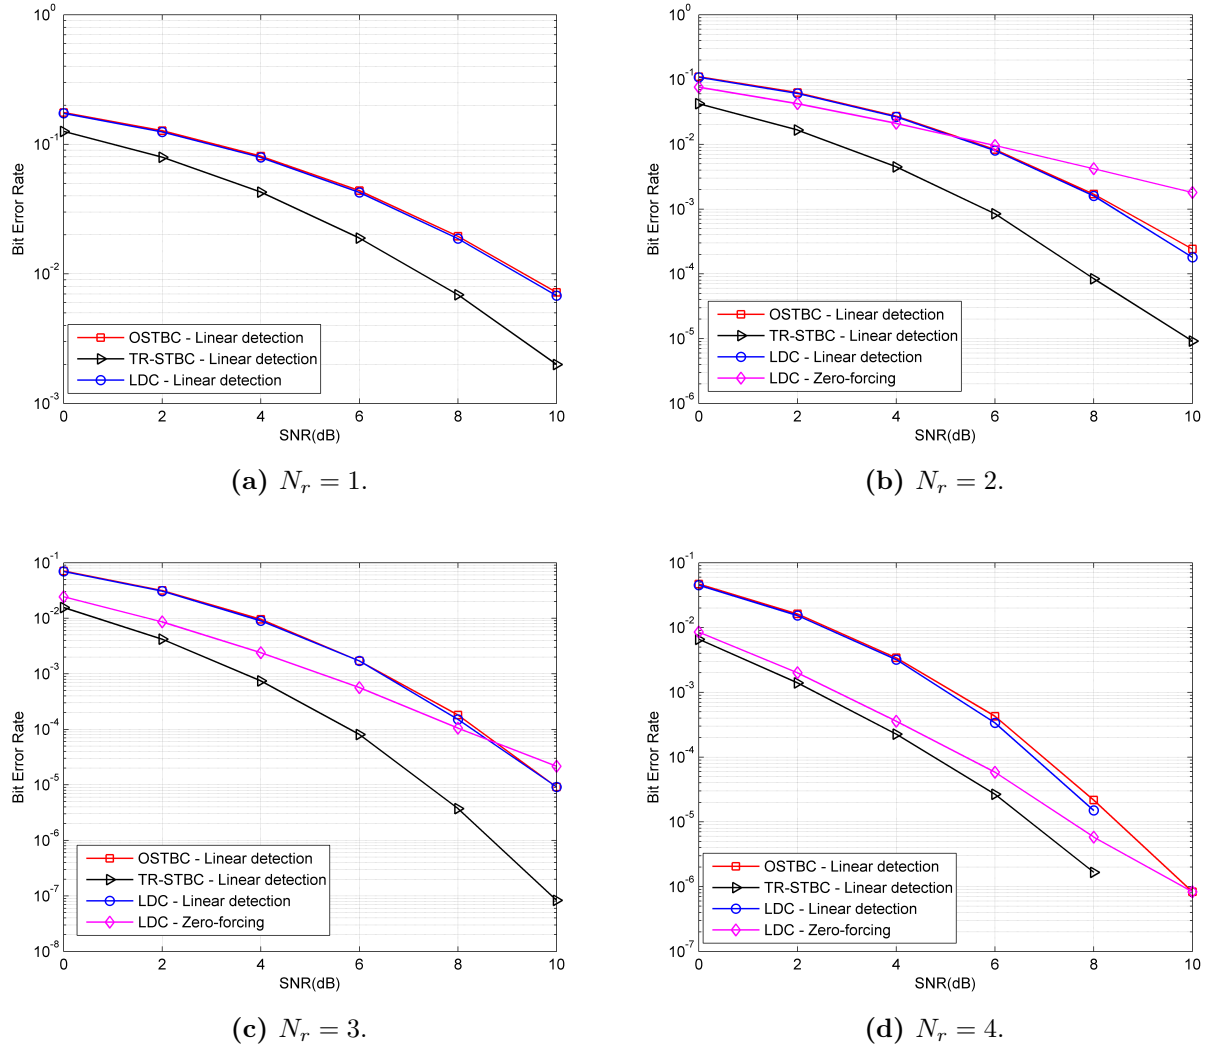 10^0
10^-1
10^-2
10^-3
Bit Error Rate
OSTBC - Linear detection
TR-STBC - Linear detection
LDC - Linear detection
0 2 4 6 8 10
SNR(dB)
(a) N_r = 1.
10^0
10^-1
10^-2
10^-3
10^-4
10^-5
10^-6
Bit Error Rate
OSTBC - Linear detection
TR-STBC - Linear detection
LDC - Linear detection
LDC - Zero-forcing
0 2 4 6 8 10
SNR(dB)
(b) N_r = 2.
10^-1
10^-2
10^-3
10^-4
10^-5
10^-6
10^-7
10^-8
Bit Error Rate
OSTBC - Linear detection
TR-STBC - Linear detection
LDC - Linear detection
LDC - Zero-forcing
0 2 4 6 8 10
SNR(dB)
(c) N_r = 3.
10^-1
10^-2
10^-3
10^-4
10^-5
10^-6
10^-7
Bit Error Rate
OSTBC - Linear detection
TR-STBC - Linear detection
LDC - Linear detection
LDC - Zero-forcing
0 2 4 6 8 10
SNR(dB)
(d) N_r = 4.